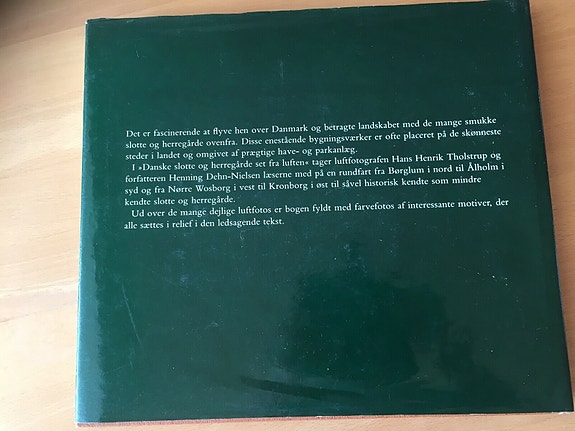 Det er fascinerende at flyve hen over Danmark og betragte landskabet med de mange smukke
slotte og herregårde ovenfra. Disse enestående bygningsværker er ofte placeret på de skønneste
steder i landet og omgivet af prægtige have- og parkanlæg.
I »Danske slotte og herregårde set fra luften« tager luftfotografen Hans Henrik Tholstrup og
forfatteren Henning Dehn-Nielsen læserne med på en rundfart fra Børglum i nord til Ålholm i
syd og fra Nørre Wosborg i vest til Kronborg i øst til såvel historisk kendte som mindre
kendte slotte og herregårde.
Ud over de mange dejlige luftfotos er bogen fyldt med farvefotos af interessante motiver, der
alle sættes i relief i den ledsagende tekst.